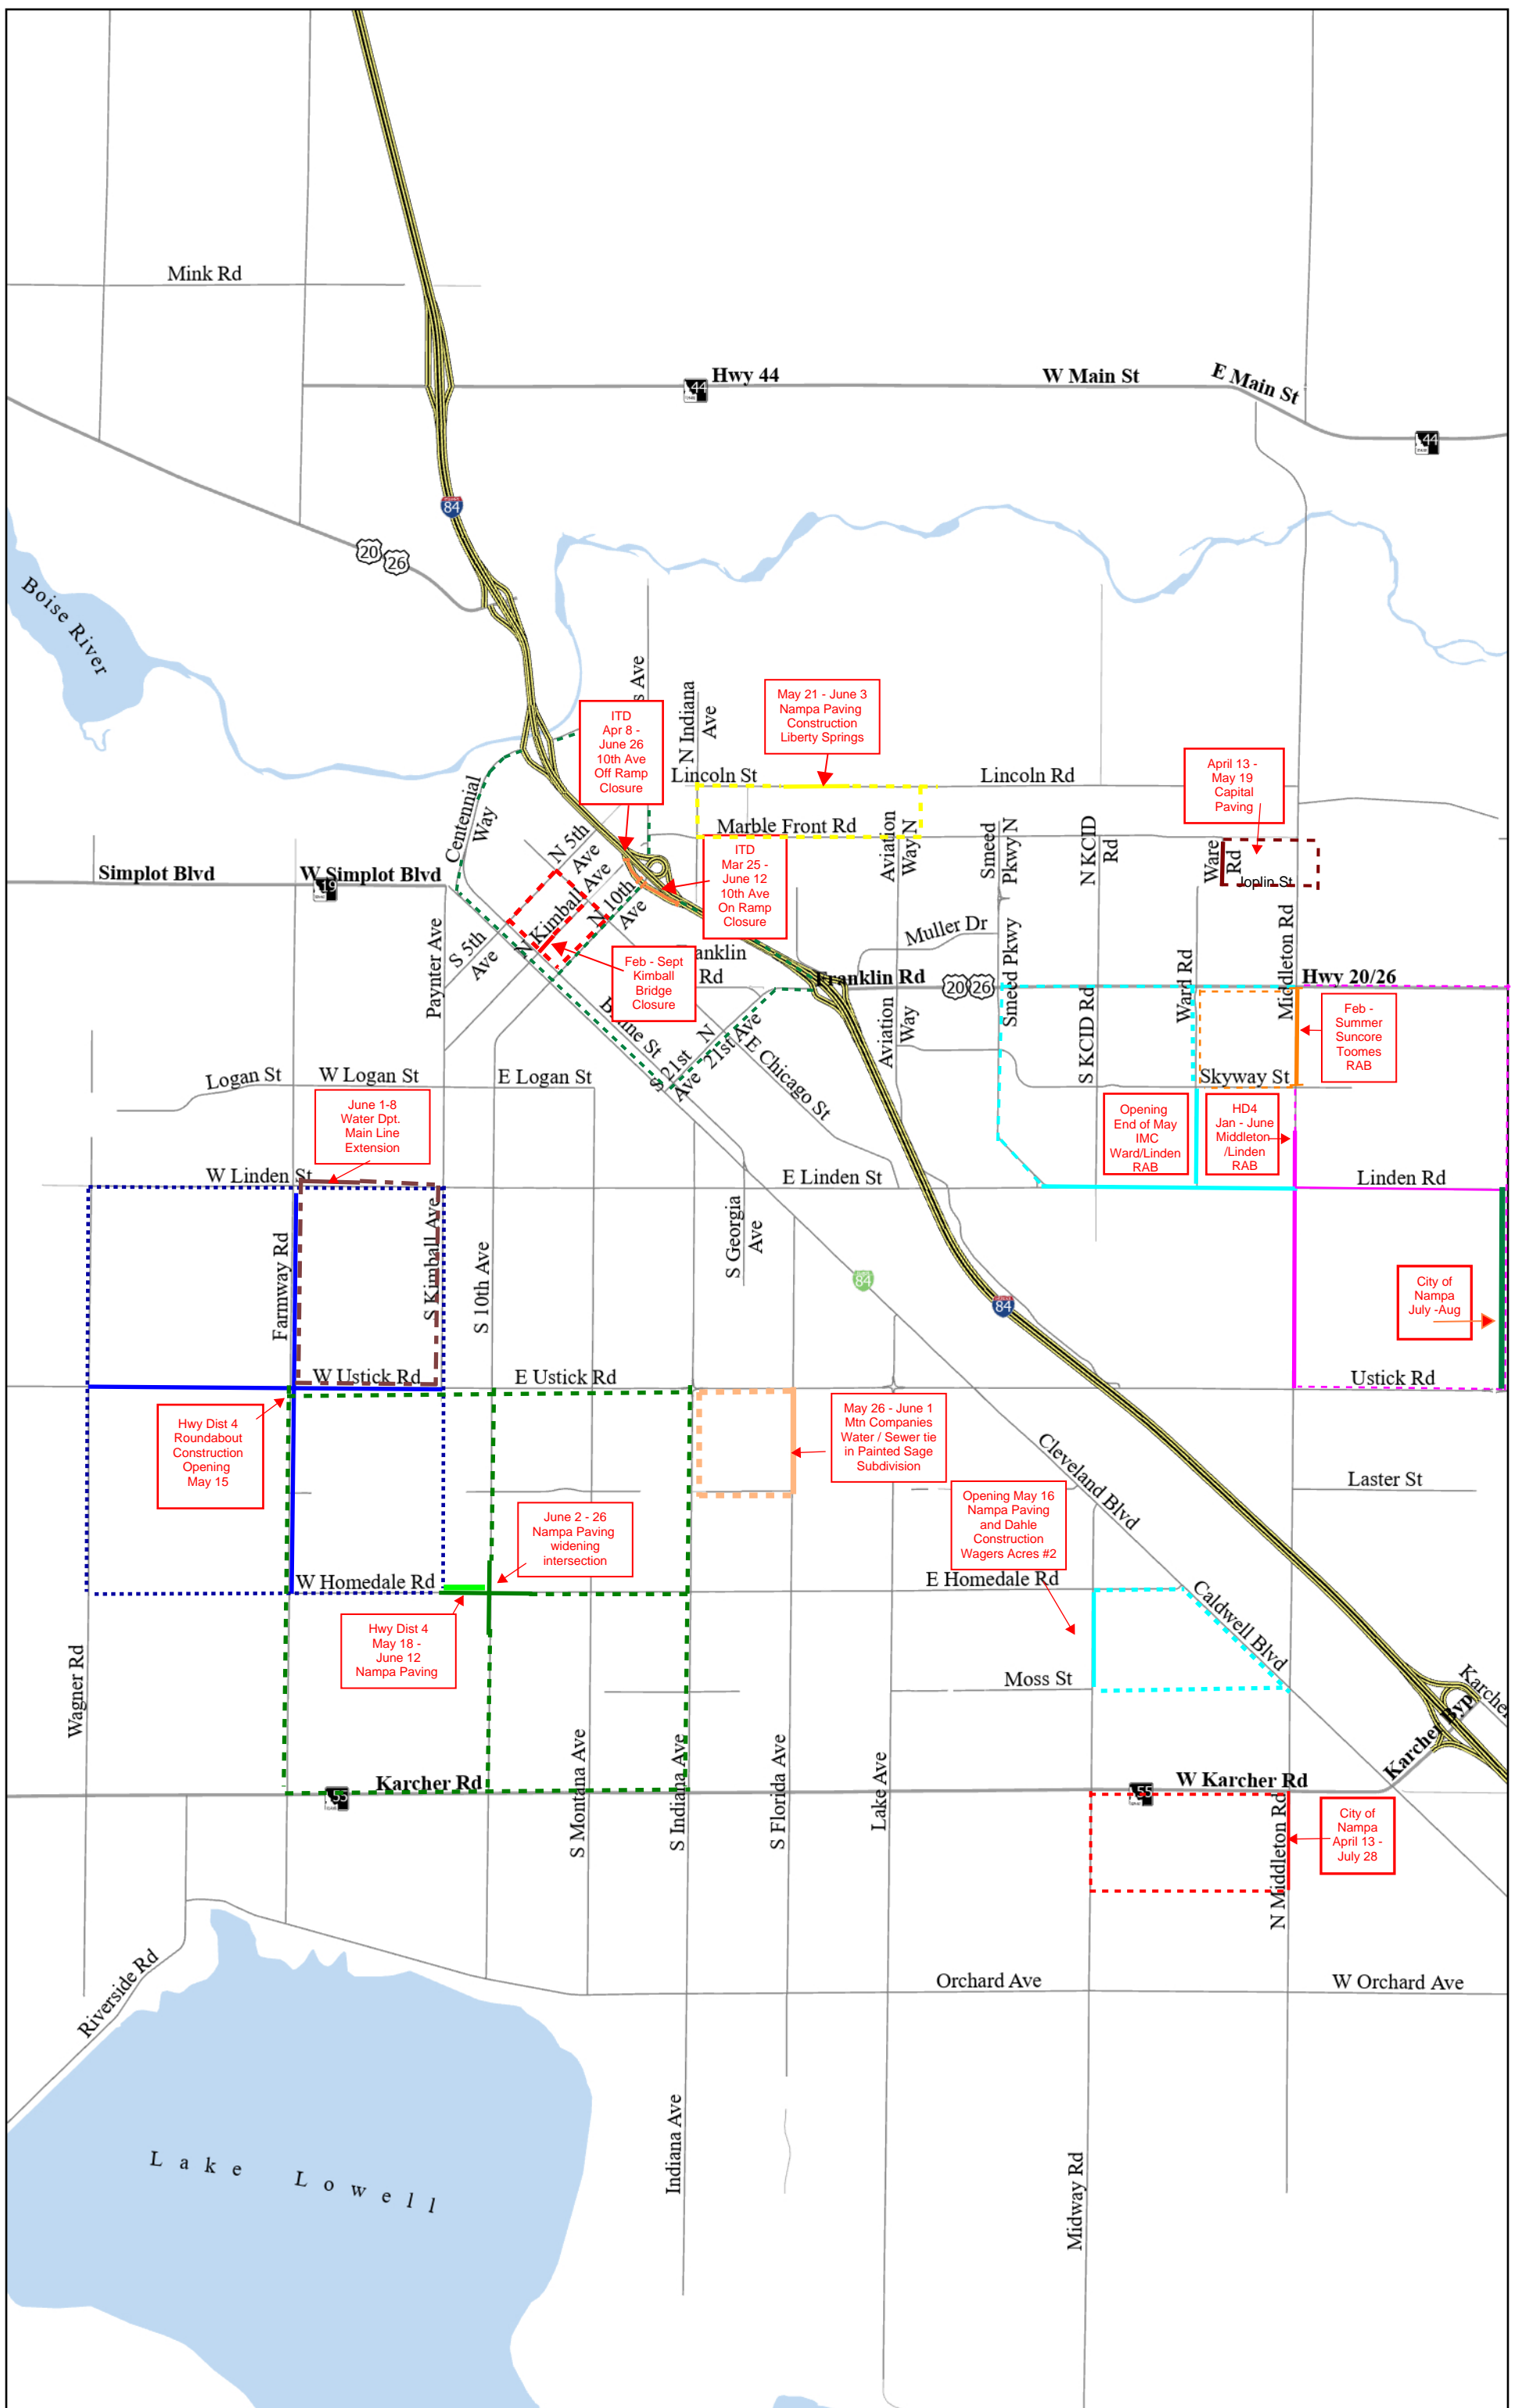 Mink Rd
Hwy 44
W Main St
E Main St
44
44
84
20
26
Boise River
s Ave
N Indiana
Ave
ITD
Apr 8 -
June 26
10th Ave
Off Ramp
Closure
May 21 - June 3
Nampa Paving
Construction
Liberty Springs
Lincoln St
Lincoln Rd
April 13 -
May 19
Capital
Paving
Centennial
Way
Marble Front Rd
Aviation
Way N
Smeed
Pkwy N
N KCID
Rd
Ware
Rd
Joplin St
ITD
Mar 25 -
June 12
10th Ave
On Ramp
Closure
N 5th
Ave
N Kimball Ave
N 10th
Ave
Simplot Blvd
W Simplot Blvd
19
Paynter Ave
S 5th
Ave
Feb - Sept
Kimball
Bridge
Closure
Rd
Muller Dr
Franklin Rd
20
26
Smeed Pkwy
S KCID Rd
Ward Rd
Middleton Rd
Hwy 20/26
Feb -
Summer
Suncore
Toomes
RAB
Aviation
Way
N
21st Ave
S 21st
Ave
E Chicago St
Skyway St
Logan St
W Logan St
E Logan St
June 1-8
Water Dpt.
Main Line
Extension
Opening
End of May
IMC
Ward/Linden
RAB
HD4
Jan - June
Middleton
/Linden
RAB
W Linden St
E Linden St
Linden Rd
Farmway Rd
S Kimball Ave
S 10th Ave
S Georgia
Ave
84
84
City of
Nampa
July -Aug
W Ustick Rd
E Ustick Rd
Ustick Rd
Hwy Dist 4
Roundabout
Construction
Opening
May 15
May 26 - June 1
Mtn Companies
Water / Sewer tie
in Painted Sage
Subdivision
Cleveland Blvd
Laster St
June 2 - 26
Nampa Paving
widening
intersection
Opening May 16
Nampa Paving
and Dahle
Construction
Wagers Acres #2
W Homedale Rd
E Homedale Rd
Caldwell Blvd
Hwy Dist 4
May 18 -
June 12
Nampa Paving
Wagner Rd
Moss St
Karcher
Karcher Byp
S Montana Ave
S Indiana Ave
S Florida Ave
Lake Ave
Karcher Rd
55
W Karcher Rd
55
N Middleton Rd
City of
Nampa
April 13 -
July 28
Riverside Rd
Orchard Ave
W Orchard Ave
Indiana Ave
Midway Rd
Lake Lowell